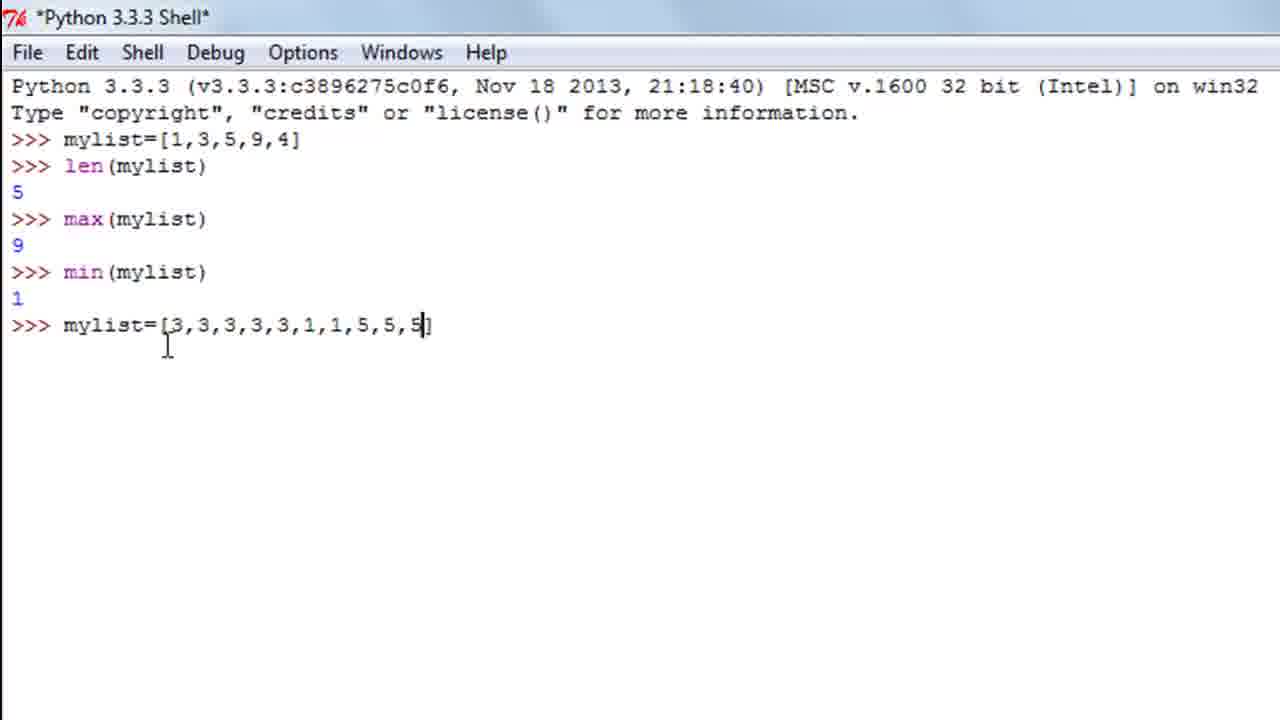 *Python 3.3.3 Shell*
File Edit Shell Debug Options Windows Help
Python 3.3.3 (v3.3.3:c3896275c0f6, Nov 18 2013, 21:18:40) [MSC v.1600 32 bit (Intel)] on win32
Type "copyright", "credits" or "license()" for more information.
>>> mylist=[1,3,5,9,4]
>>> len(mylist)
5
>>> max(mylist)
9
>>> min(mylist)
1
>>> mylist=[3,3,3,3,3,1,1,5,5,5]